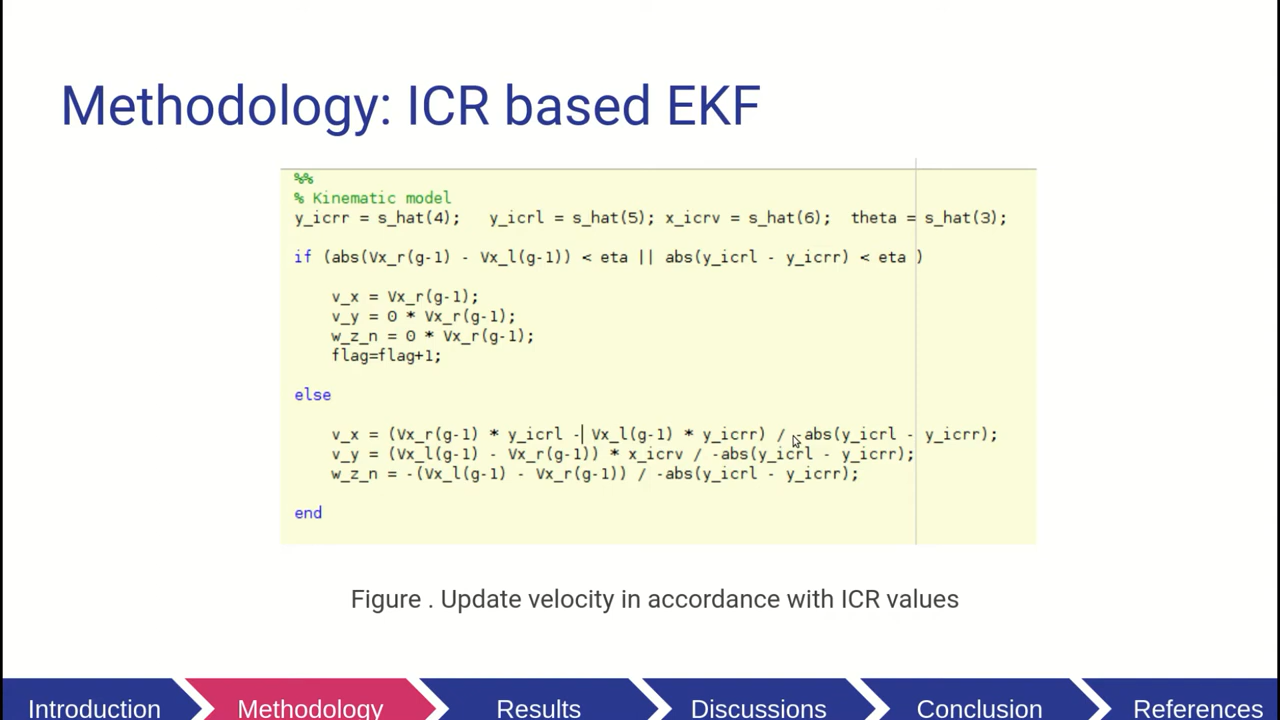 Methodology: ICR based EKF
%%
% Kinematic model
y_icrr = s_hat(4);   y_icrl = s_hat(5); x_icrv = s_hat(6);  theta = s_hat(3);
if (abs(Vx_r(g-1) - Vx_l(g-1)) < eta || abs(y_icrl - y_icrr) < eta )
v_x = Vx_r(g-1);
v_y = 0 * Vx_r(g-1);
w_z_n = 0 * Vx_r(g-1);
flag=flag+1;
else
v_x = (Vx_r(g-1) * y_icrl - Vx_l(g-1) * y_icrr) / -abs(y_icrl - y_icrr);
v_y = (Vx_l(g-1) - Vx_r(g-1)) * x_icrv / -abs(y_icrl - y_icrr);
w_z_n = -(Vx_l(g-1) - Vx_r(g-1)) / -abs(y_icrl - y_icrr);
end
Figure . Update velocity in accordance with ICR values
Introduction
Methodology
Results
Discussions
Conclusion
References